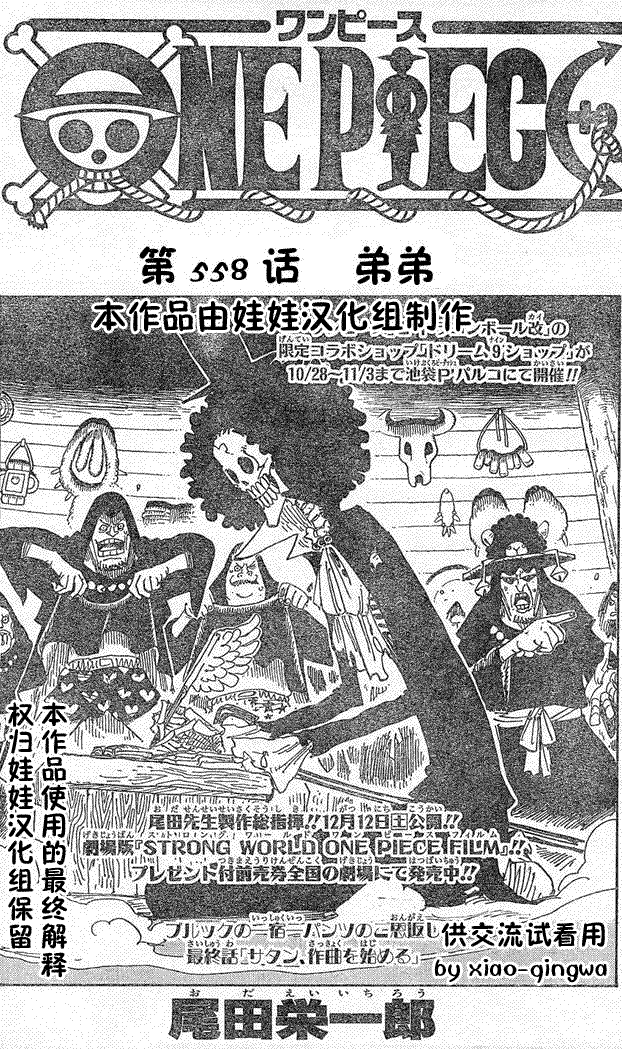 ワンピース
ONE PIECE
第 558 话 弟弟
本作品由娃娃汉化组制作
ンボール改」の
限定コラボショップ「ドリーム9ショップ」が
10/28～11/3まで池袋P'パルコにて開催!!
本作品使用的最终解释
权归娃娃汉化组保留
尾田先生製作総指揮!!12月12日土公開!!
劇場版『STRONG WORLD ONE PIECE FILM』!!
プレゼント付前売券全国の劇場にて発売中!!
ブルックの一宿一パンツのご恩返し
最終話「サタン、作曲を始める」
供交流试看用
by xiao-qingwa
尾田栄一郎